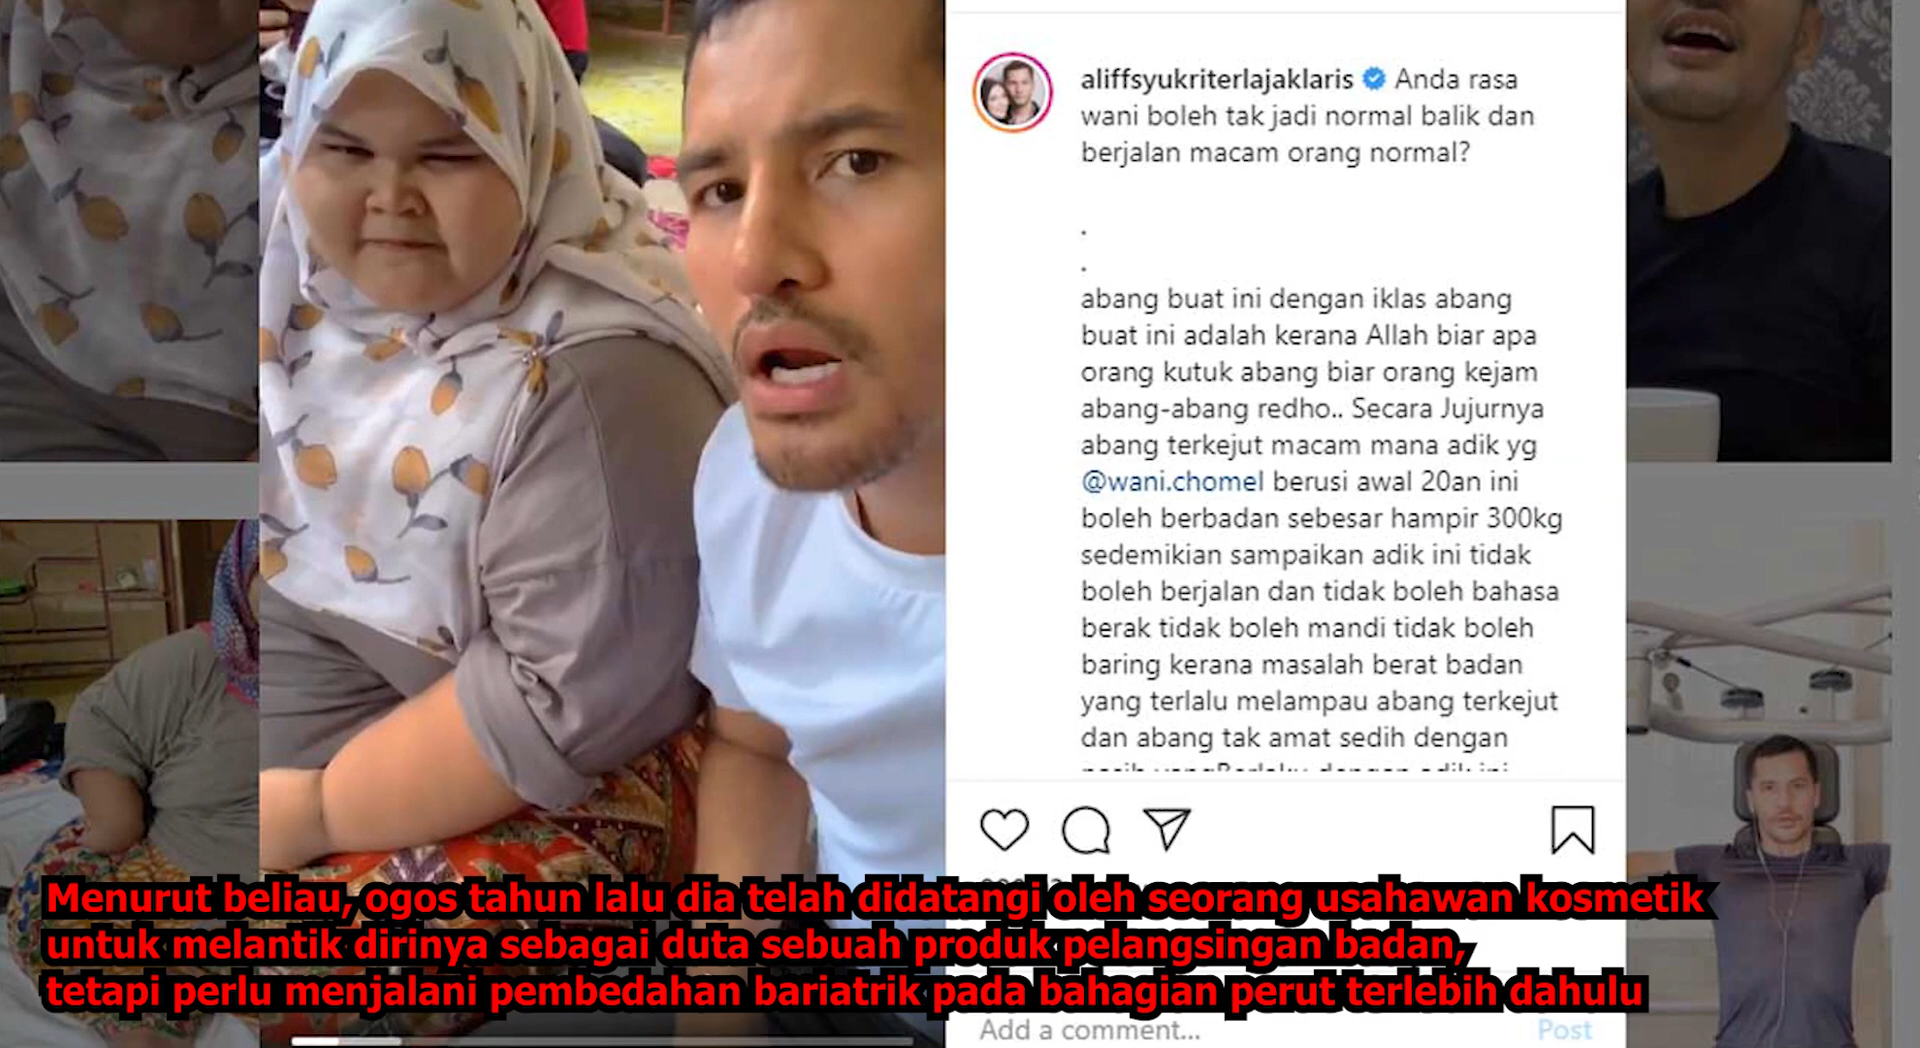 aliffsyukriterlajaklaris Anda rasa
wani boleh tak jadi normal balik dan
berjalan macam orang normal?
.
.
abang buat ini dengan iklas abang
buat ini adalah kerana Allah biar apa
orang kutuk abang biar orang kejam
abang-abang redho.. Secara Jujurnya
abang terkejut macam mana adik yg
@wani.chomel berusi awal 20an ini
boleh berbadan sebesar hampir 300kg
sedemikian sampaikan adik ini tidak
boleh berjalan dan tidak boleh bahasa
berak tidak boleh mandi tidak boleh
baring kerana masalah berat badan
yang terlalu melampau abang terkejut
dan abang tak amat sedih dengan
Menurut beliau, ogos tahun lalu dia telah didatangi oleh seorang usahawan kosmetik
untuk melantik dirinya sebagai duta sebuah produk pelangsingan badan,
tetapi perlu menjalani pembedahan bariatrik pada bahagian perut terlebih dahulu
Add a comment... Post